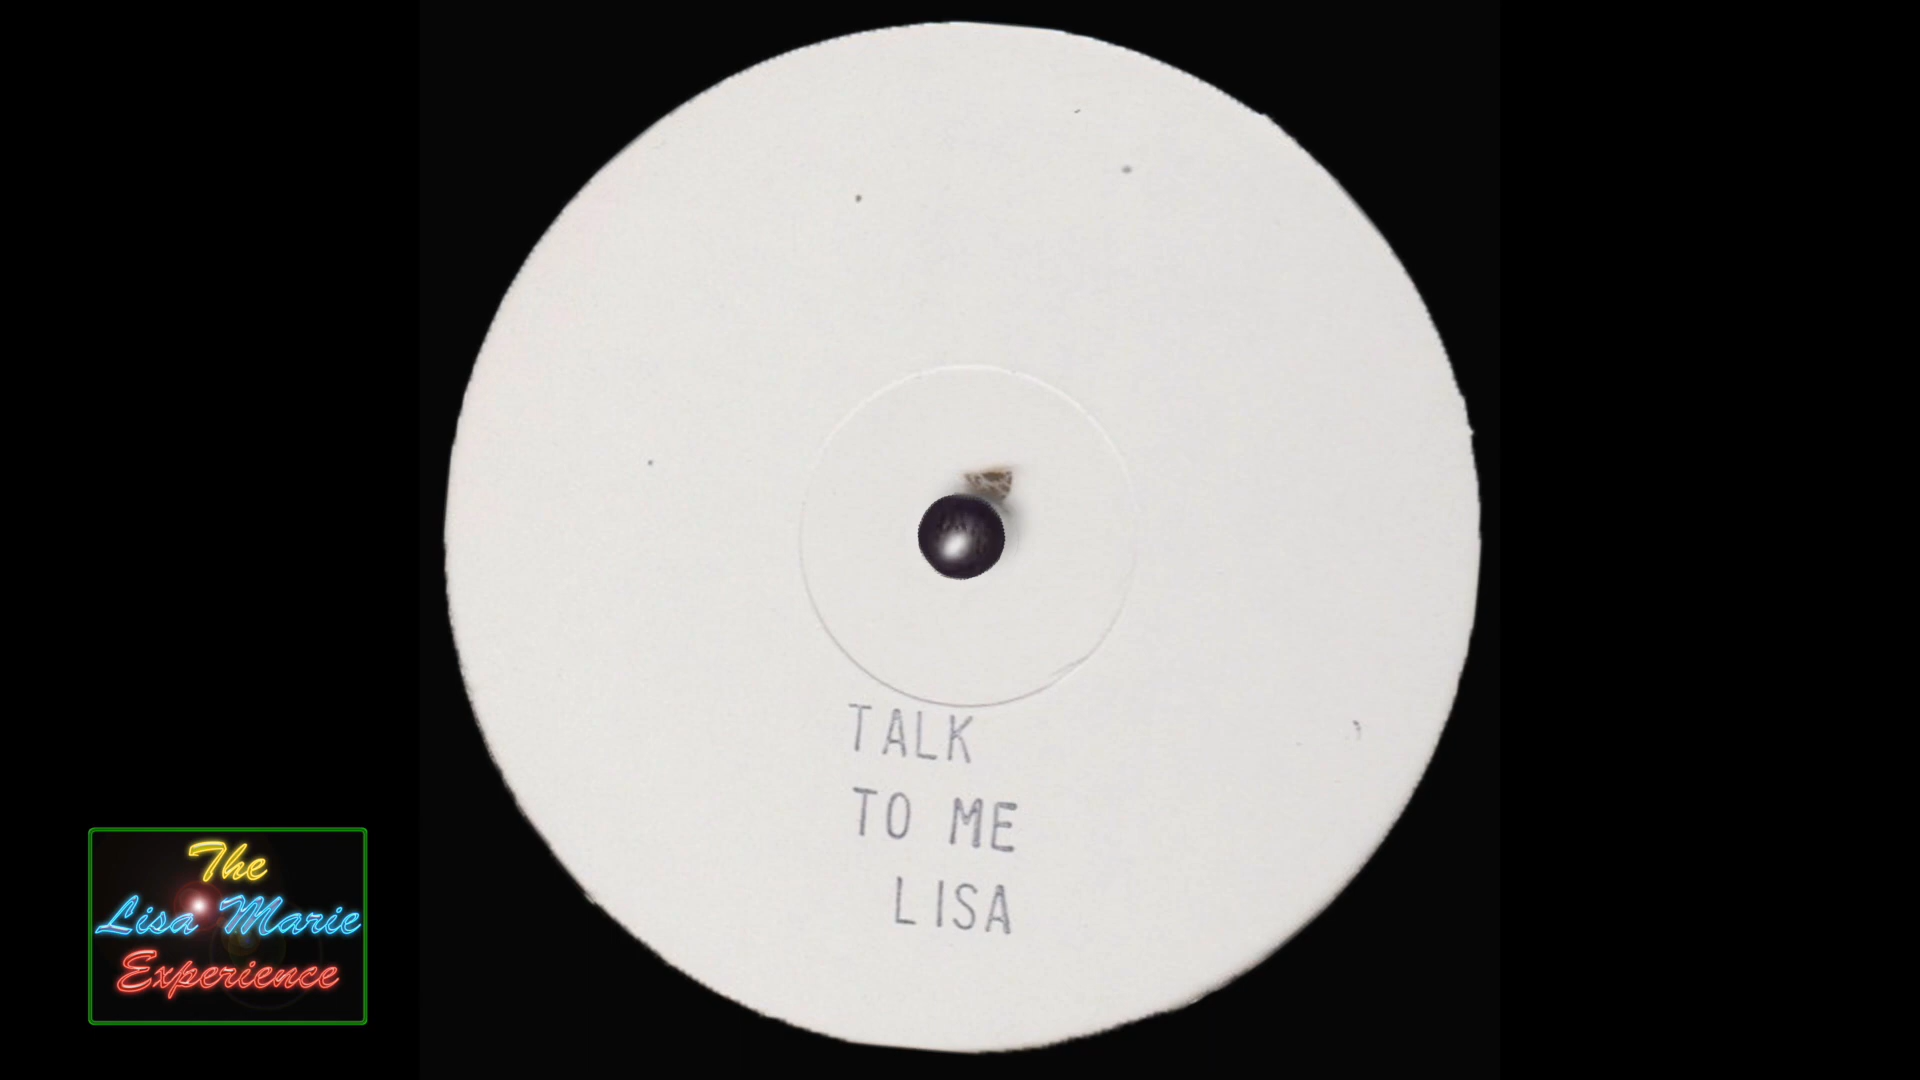 TALK
TO ME
LISA
The
Lisa Marie
Experience